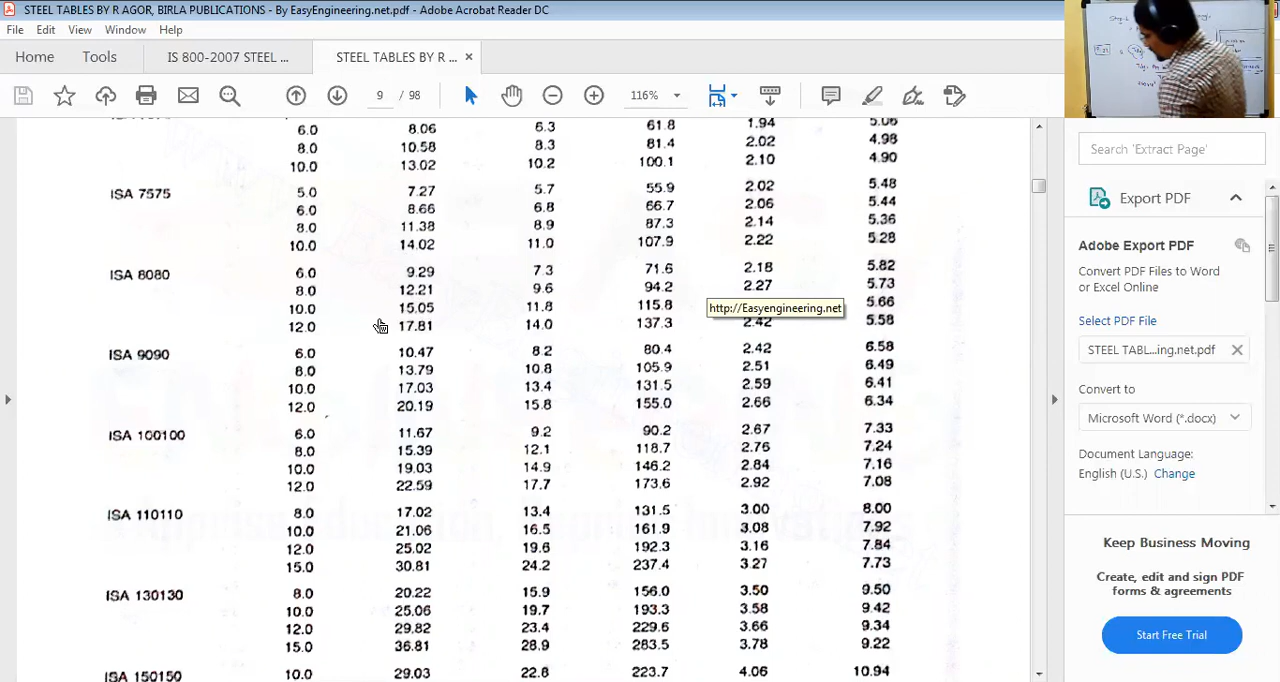 STEEL TABLES BY R AGOR, BIRLA PUBLICATIONS - By EasyEngineering.net.pdf - Adobe Acrobat Reader DC
File Edit View Window Help
Home Tools IS 800-2007 STEEL ... STEEL TABLES BY R ... ×
9 / 98 116%
6.0 8.06 6.3 61.8 1.94 5.06
8.0 10.58 8.3 81.4 2.02 4.98
10.0 13.02 10.2 100.1 2.10 4.90
ISA 7575 5.0 7.27 5.7 55.9 2.02 5.48
6.0 8.66 6.8 66.7 2.06 5.44
8.0 11.38 8.9 87.3 2.14 5.36
10.0 14.02 11.0 107.9 2.22 5.28
ISA 8080 6.0 9.29 7.3 71.6 2.18 5.82
8.0 12.21 9.6 94.2 2.27 5.73
10.0 15.05 11.8 115.8 5.66
http://Easyengineering.net
12.0 17.81 14.0 137.3 2.42 5.58
ISA 9090 6.0 10.47 8.2 80.4 2.42 6.58
8.0 13.79 10.8 105.9 2.51 6.49
10.0 17.03 13.4 131.5 2.59 6.41
12.0 20.19 15.8 155.0 2.66 6.34
ISA 100100 6.0 11.67 9.2 90.2 2.67 7.33
8.0 15.39 12.1 118.7 2.76 7.24
10.0 19.03 14.9 146.2 2.84 7.16
12.0 22.59 17.7 173.6 2.92 7.08
ISA 110110 8.0 17.02 13.4 131.5 3.00 8.00
10.0 21.06 16.5 161.9 3.08 7.92
12.0 25.02 19.6 192.3 3.16 7.84
15.0 30.81 24.2 237.4 3.27 7.73
ISA 130130 8.0 20.22 15.9 156.0 3.50 9.50
10.0 25.06 19.7 193.3 3.58 9.42
12.0 29.82 23.4 229.6 3.66 9.34
15.0 36.81 28.9 283.5 3.78 9.22
ISA 150150 10.0 29.03 22.8 223.7 4.06 10.94
Search 'Extract Page'
Export PDF
Adobe Export PDF
Convert PDF Files to Word
or Excel Online
Select PDF File
STEEL TABL...ing.net.pdf
Convert to
Microsoft Word (*.docx)
Document Language:
English (U.S.) Change
Keep Business Moving
Create, edit and sign PDF
forms & agreements
Start Free Trial